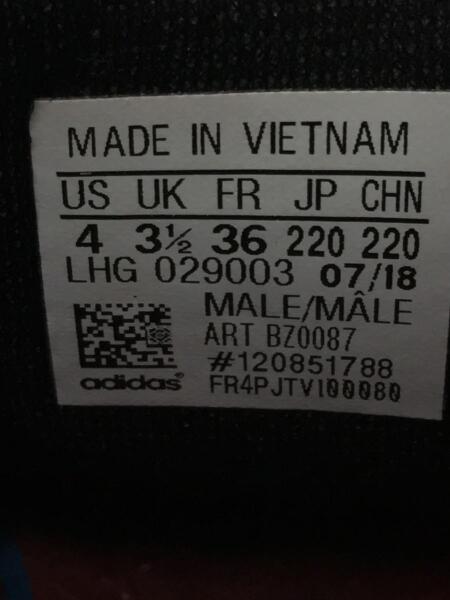 MADE IN VIETNAM
US UK FR JP CHN
4 3½ 36 220 220
LHG 029003 07/18
MALE/MÂLE
ART BZ0087
#120851788
adidas FR4PJTV100080